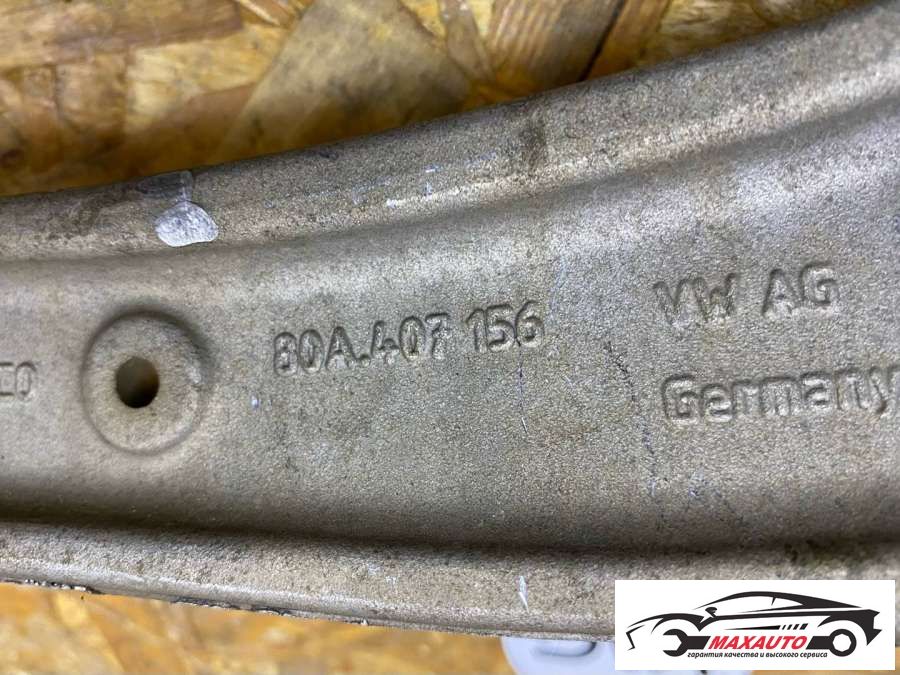 80A.407 156
VW AG
Germany
MAXAUTO
гарантия качества и высокого сервиса